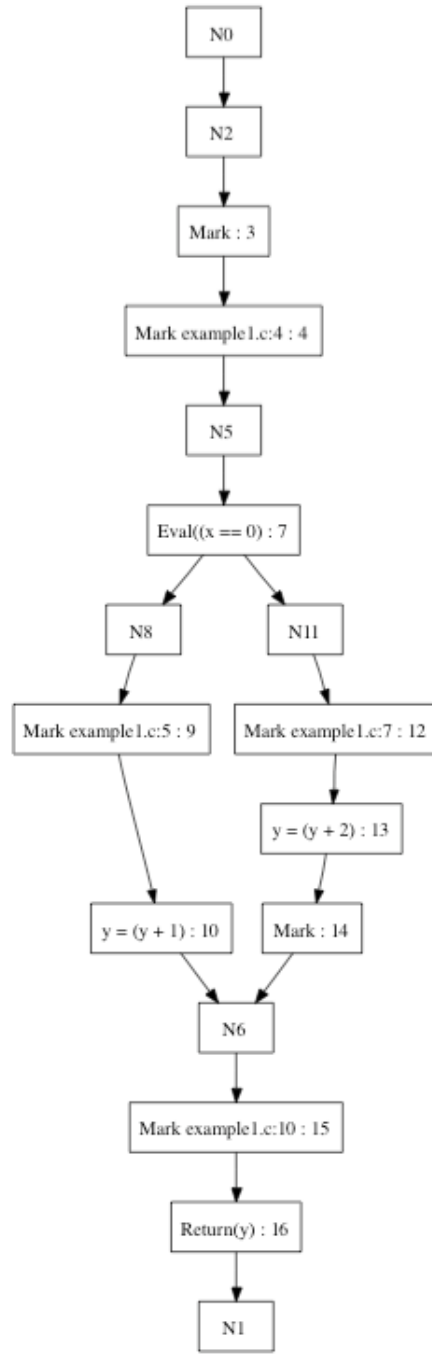 N0
N2
Mark : 3
Mark example1.c:4 : 4
N5
Eval((x == 0) : 7
N8
N11
Mark example1.c:5 : 9
Mark example1.c:7 : 12
y = (y + 2) : 13
y = (y + 1) : 10
Mark : 14
N6
Mark example1.c:10 : 15
Return(y) : 16
N1